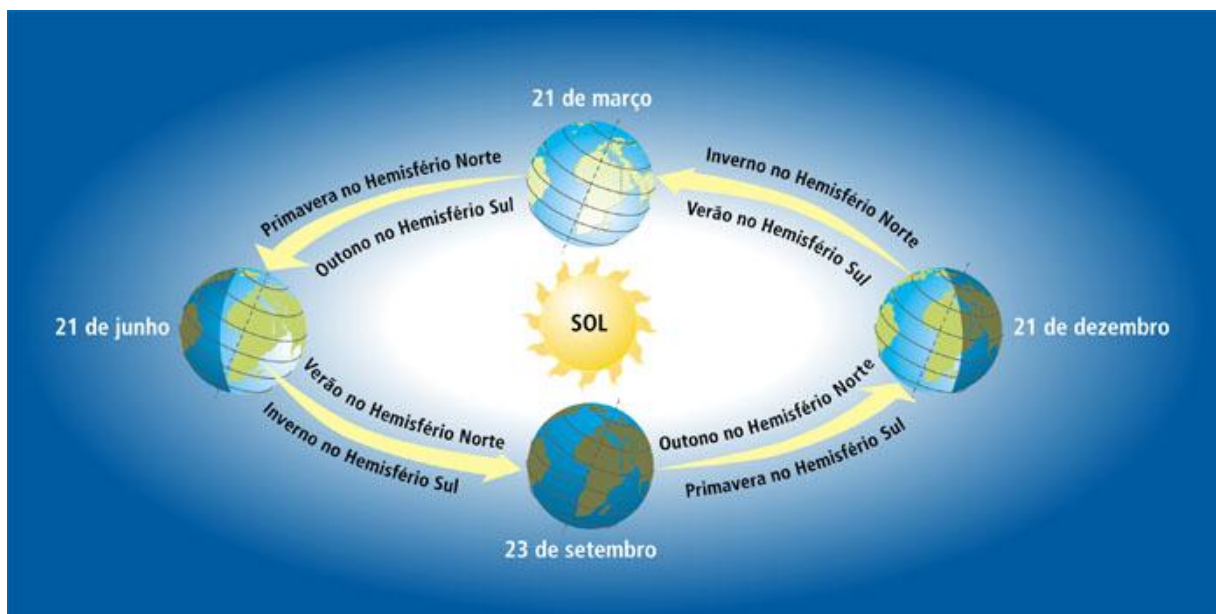 21 de março
Primavera no Hemisfério Norte
Inverno no Hemisfério Norte
Outono no Hemisfério Sul
Verão no Hemisfério Sul
21 de junho
SOL
21 de dezembro
Verão no Hemisfério Norte
Outono no Hemisfério Norte
Inverno no Hemisfério Sul
Primavera no Hemisfério Sul
23 de setembro